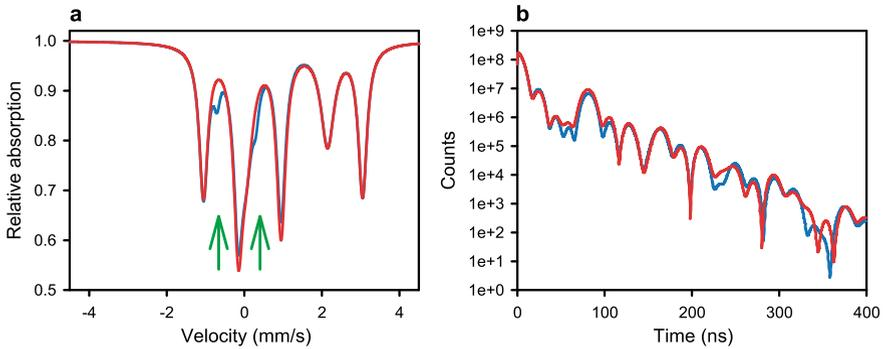 a
1.0
0.9
0.8
0.7
0.6
0.5
Relative absorption
-4 -2 0 2 4
Velocity (mm/s)
b
1e+9
1e+8
1e+7
1e+6
1e+5
1e+4
1e+3
1e+2
1e+1
1e+0
Counts
0 100 200 300 400
Time (ns)